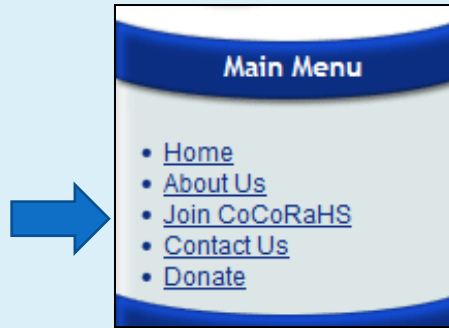 Main Menu
• Home
• About Us
• Join CoCoRaHS
• Contact Us
• Donate